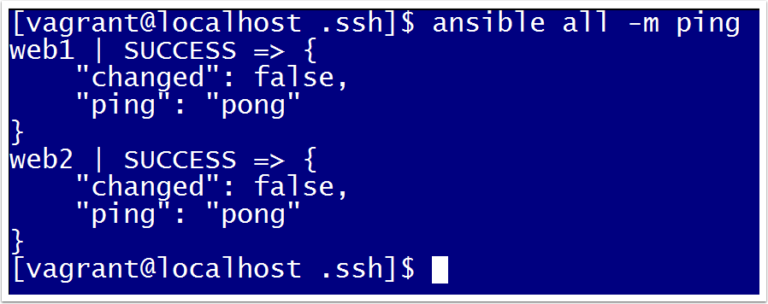 [vagrant@localhost .ssh]$ ansible all -m ping
web1 | SUCCESS => {
    "changed": false,
    "ping": "pong"
}
web2 | SUCCESS => {
    "changed": false,
    "ping": "pong"
}
[vagrant@localhost .ssh]$